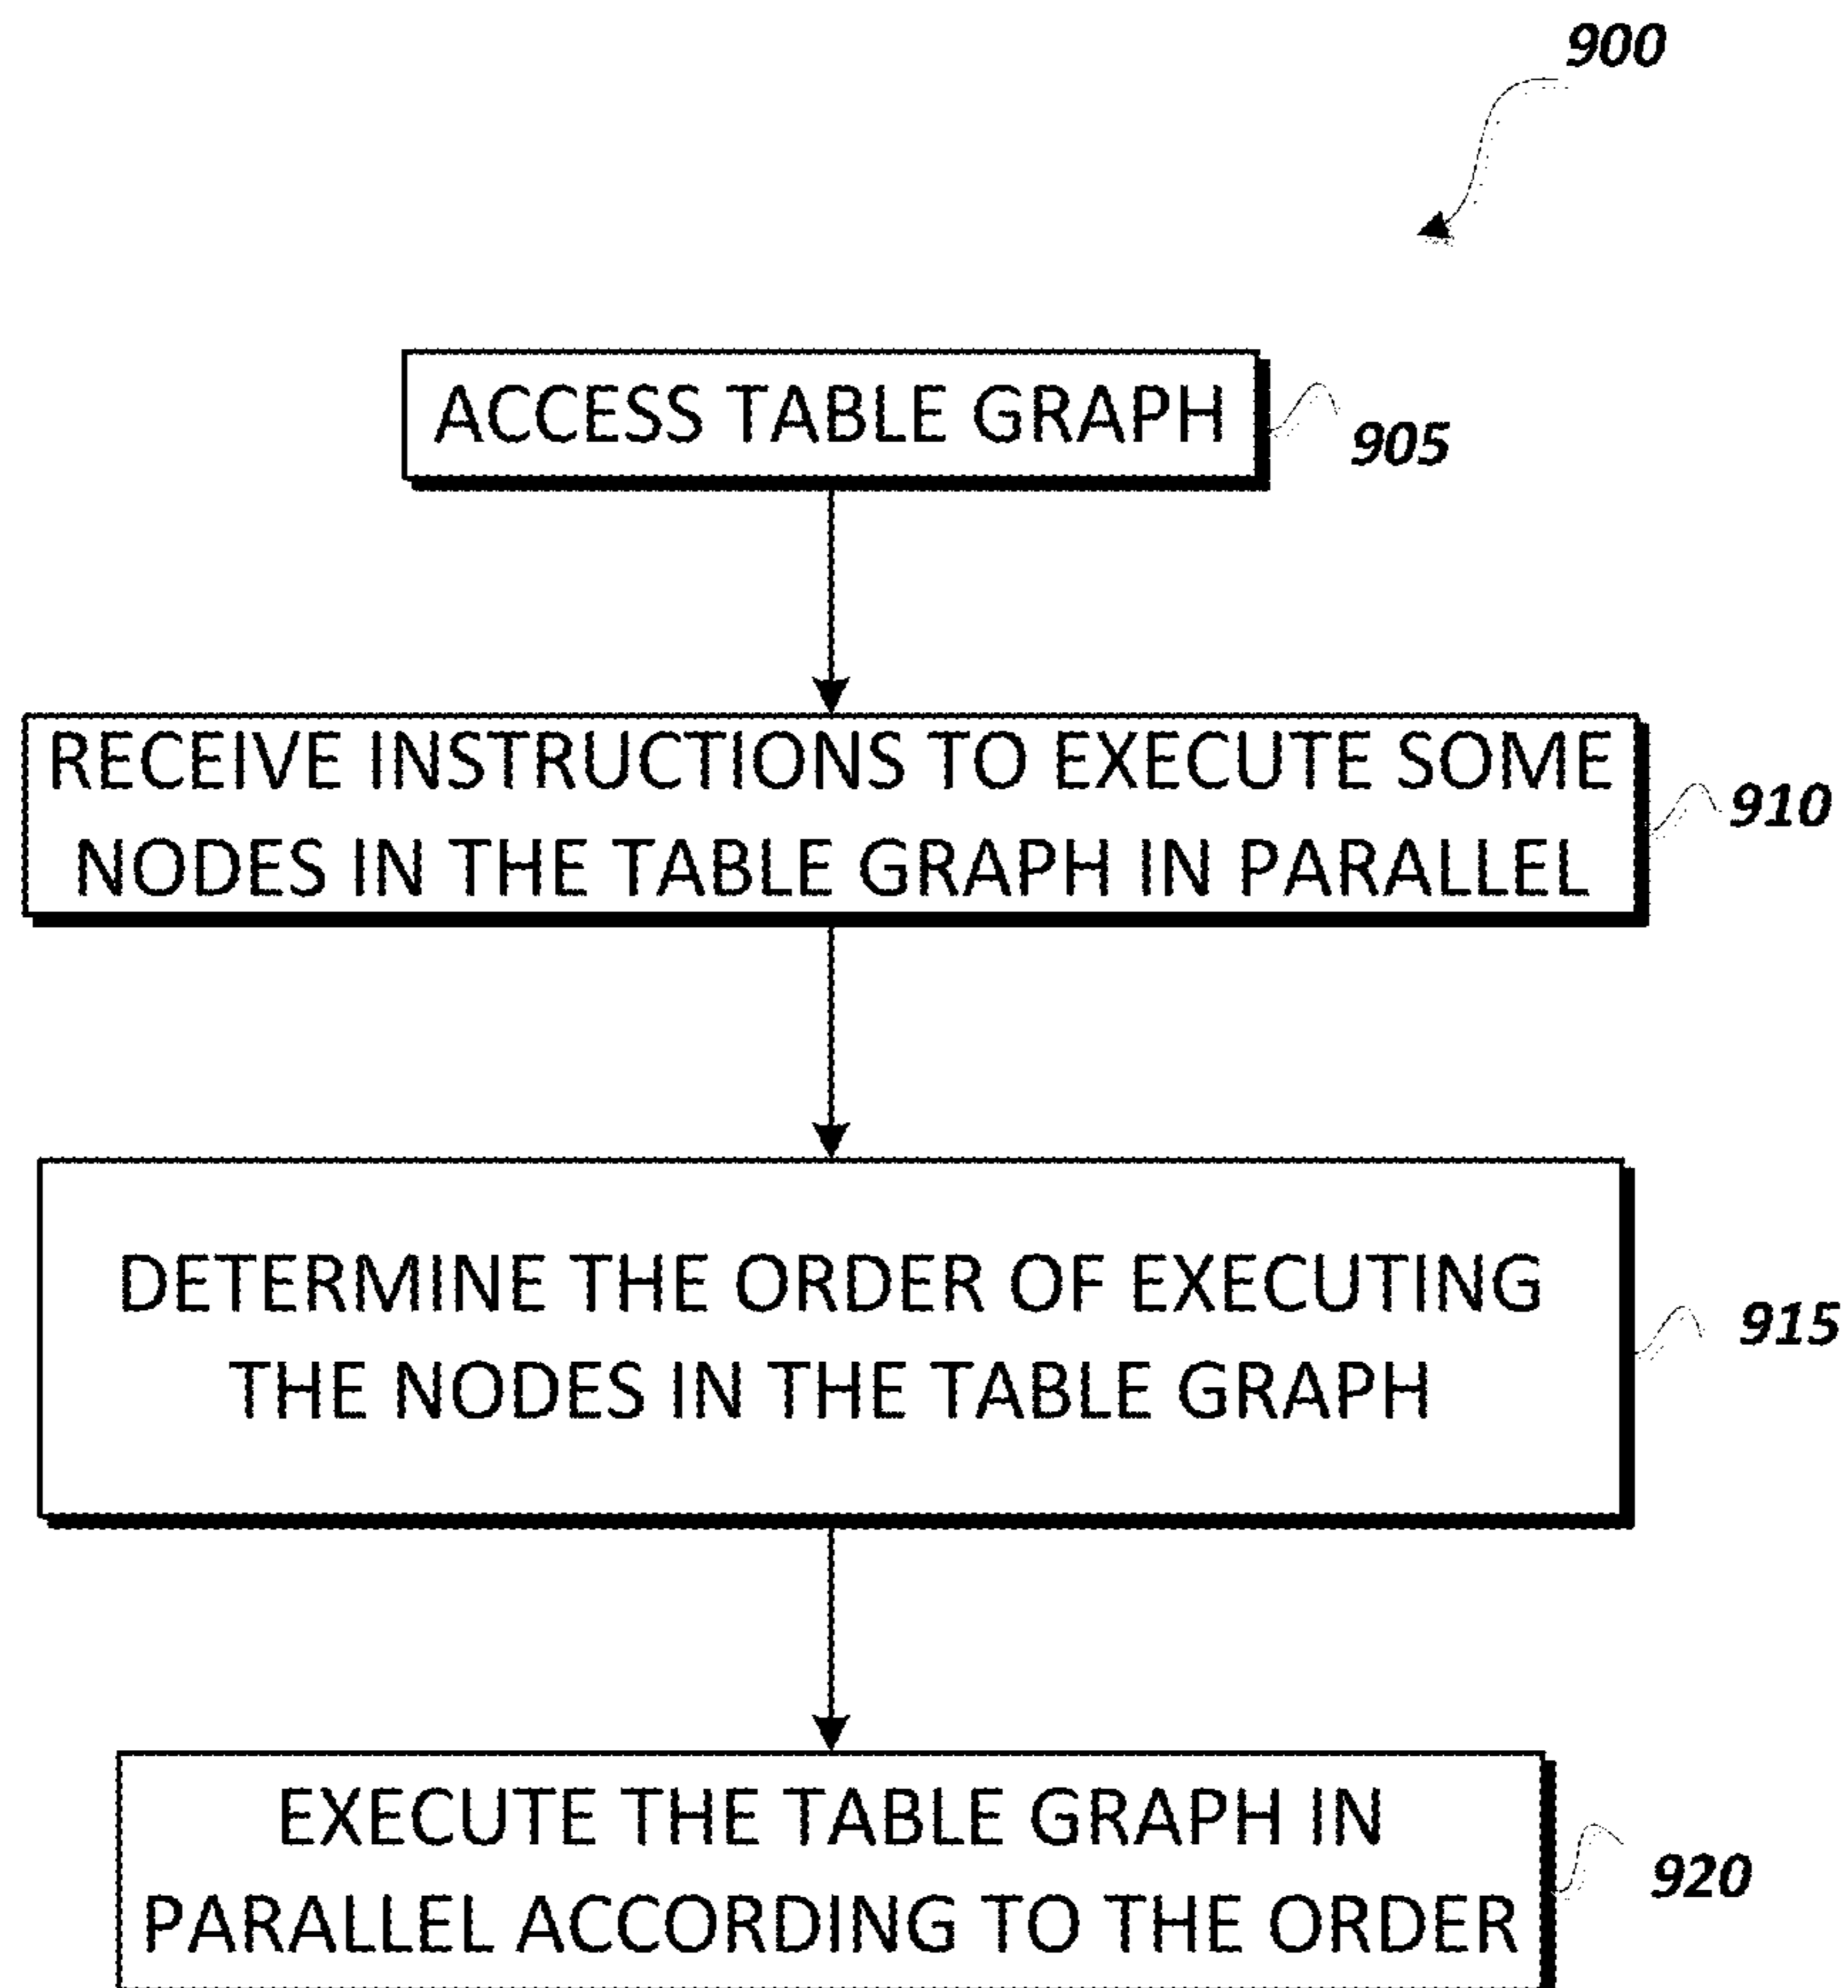 900
ACCESS TABLE GRAPH
905
RECEIVE INSTRUCTIONS TO EXECUTE SOME
NODES IN THE TABLE GRAPH IN PARALLEL
910
DETERMINE THE ORDER OF EXECUTING
THE NODES IN THE TABLE GRAPH
915
EXECUTE THE TABLE GRAPH IN
PARALLEL ACCORDING TO THE ORDER
920